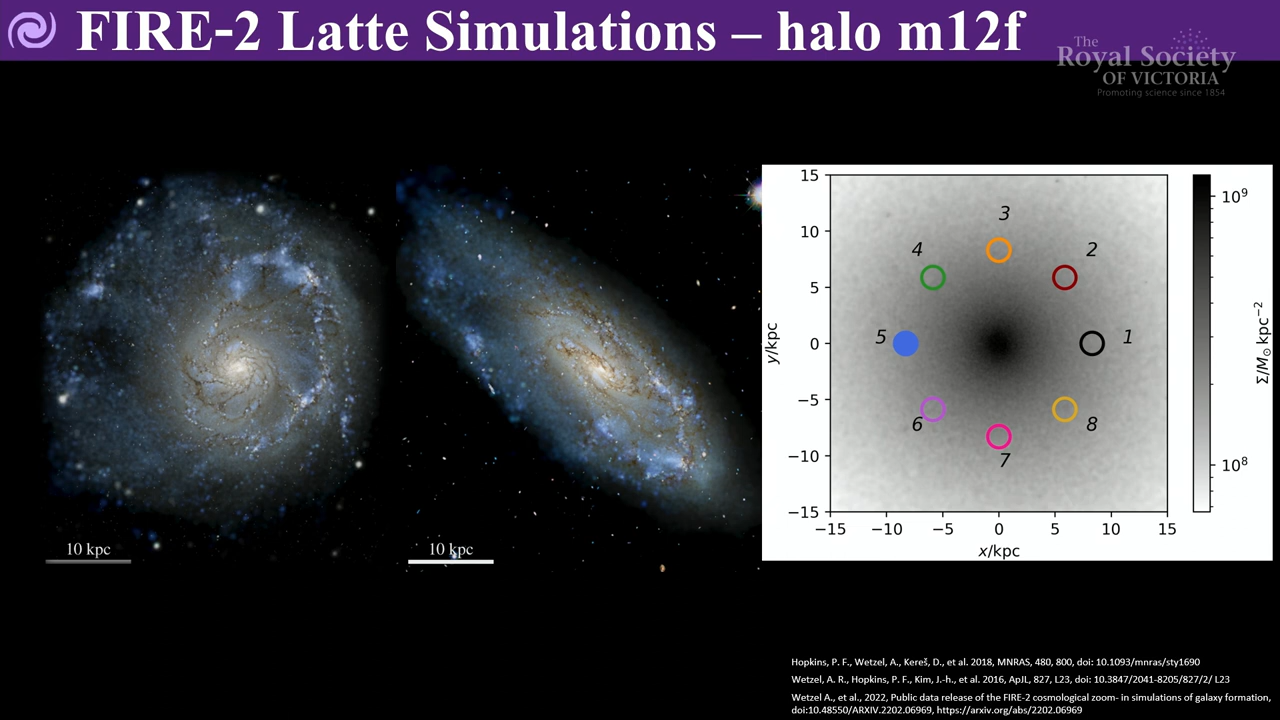 FIRE-2 Latte Simulations – halo m12f
The
Royal Society
OF VICTORIA
Promoting science since 1854
10 kpc
10 kpc
15
10
5
0
−5
−10
−15
y/kpc
3
4
2
5
1
6
8
7
−15
−10
−5
0
5
10
15
x/kpc
10⁹
10⁸
Σ/M⊙ kpc⁻²
Hopkins, P. F., Wetzel, A., Kereš, D., et al. 2018, MNRAS, 480, 800, doi: 10.1093/mnras/sty1690
Wetzel, A. R., Hopkins, P. F., Kim, J.-h., et al. 2016, ApJL, 827, L23, doi: 10.3847/2041-8205/827/2/ L23
Wetzel A., et al., 2022, Public data release of the FIRE-2 cosmological zoom- in simulations of galaxy formation,
doi:10.48550/ARXIV.2202.06969, https://arxiv.org/abs/2202.06969